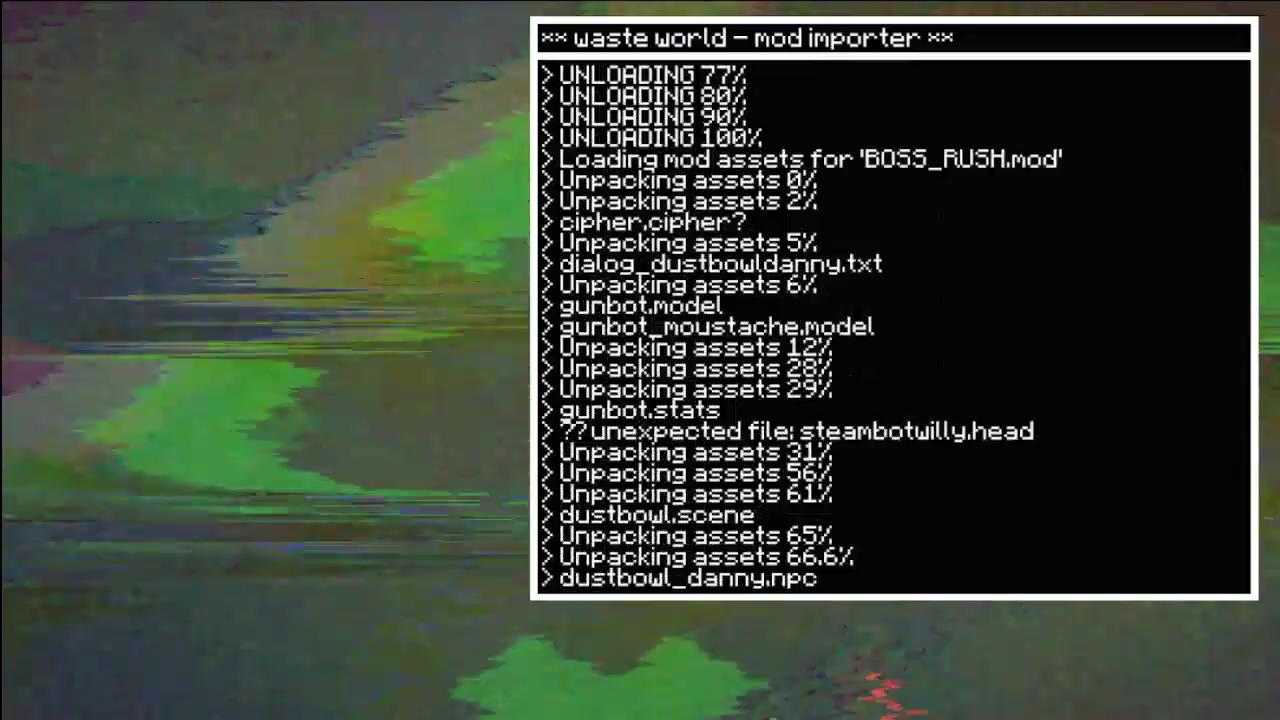 ** waste world - mod importer **
> UNLOADING 77%
> UNLOADING 80%
> UNLOADING 90%
> UNLOADING 100%
> Loading mod assets for 'BOSS_RUSH.mod'
> Unpacking assets 0%
> Unpacking assets 2%
> cipher.cipher?
> Unpacking assets 5%
> dialog_dustbowldanny.txt
> Unpacking assets 6%
> gunbot.model
> gunbot_moustache.model
> Unpacking assets 12%
> Unpacking assets 28%
> Unpacking assets 29%
> gunbot.stats
> ?? unexpected file: steambotwilly.head
> Unpacking assets 31%
> Unpacking assets 56%
> Unpacking assets 61%
> dustbowl.scene
> Unpacking assets 65%
> Unpacking assets 66.6%
> dustbowl_danny.npc